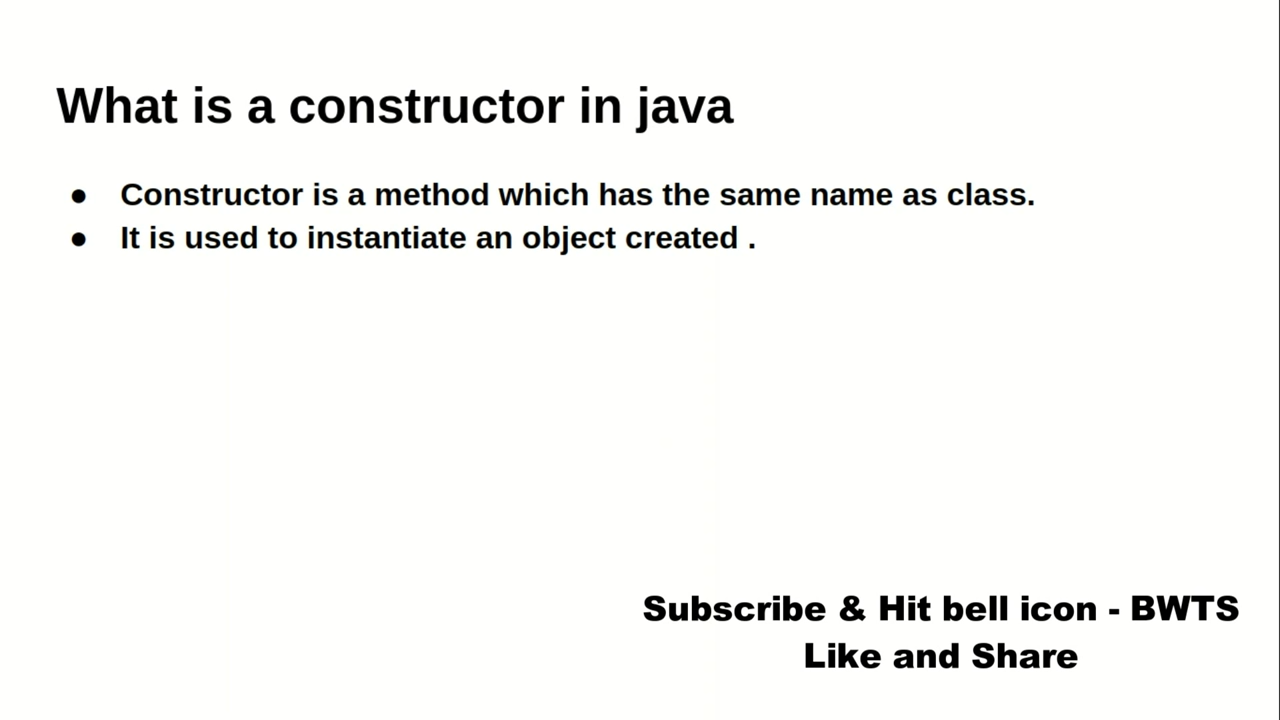 What is a constructor in java
● Constructor is a method which has the same name as class.
● It is used to instantiate an object created .
Subscribe & Hit bell icon - BWTS
Like and Share